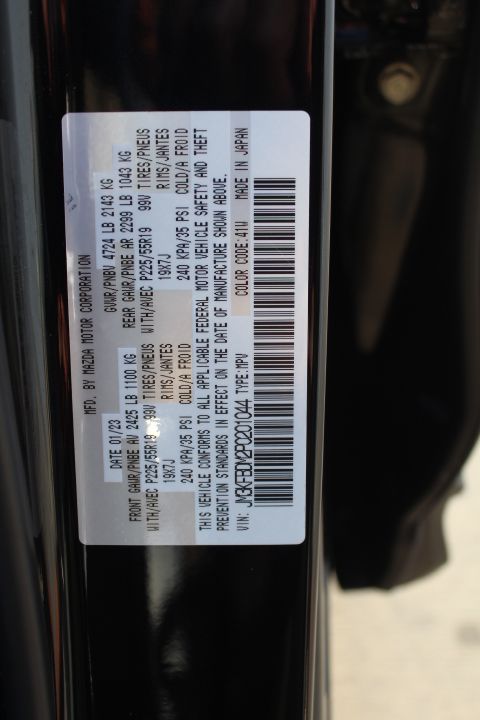 MFD. BY MAZDA MOTOR CORPORATION
DATE 01/23 GVWR/PNBV 4724 LB 2143 KG
FRONT GAWR/PNBE AV 2425 LB 1100 KG REAR GAWR/PNBE AR 2299 LB 1043 KG
WITH/AVEC P225/55R19 99V TIRES/PNEUS WITH/AVEC P225/55R19 99V TIRES/PNEUS
19X7J RIMS/JANTES 19X7J RIMS/JANTES
240 KPA/35 PSI COLD/A FROID 240 KPA/35 PSI COLD/A FROID
THIS VEHICLE CONFORMS TO ALL APPLICABLE FEDERAL MOTOR VEHICLE SAFETY AND THEFT
PREVENTION STANDARDS IN EFFECT ON THE DATE OF MANUFACTURE SHOWN ABOVE.
VIN: JM3KFBDM2P0201044 TYPE:MPV COLOR CODE:41W MADE IN JAPAN